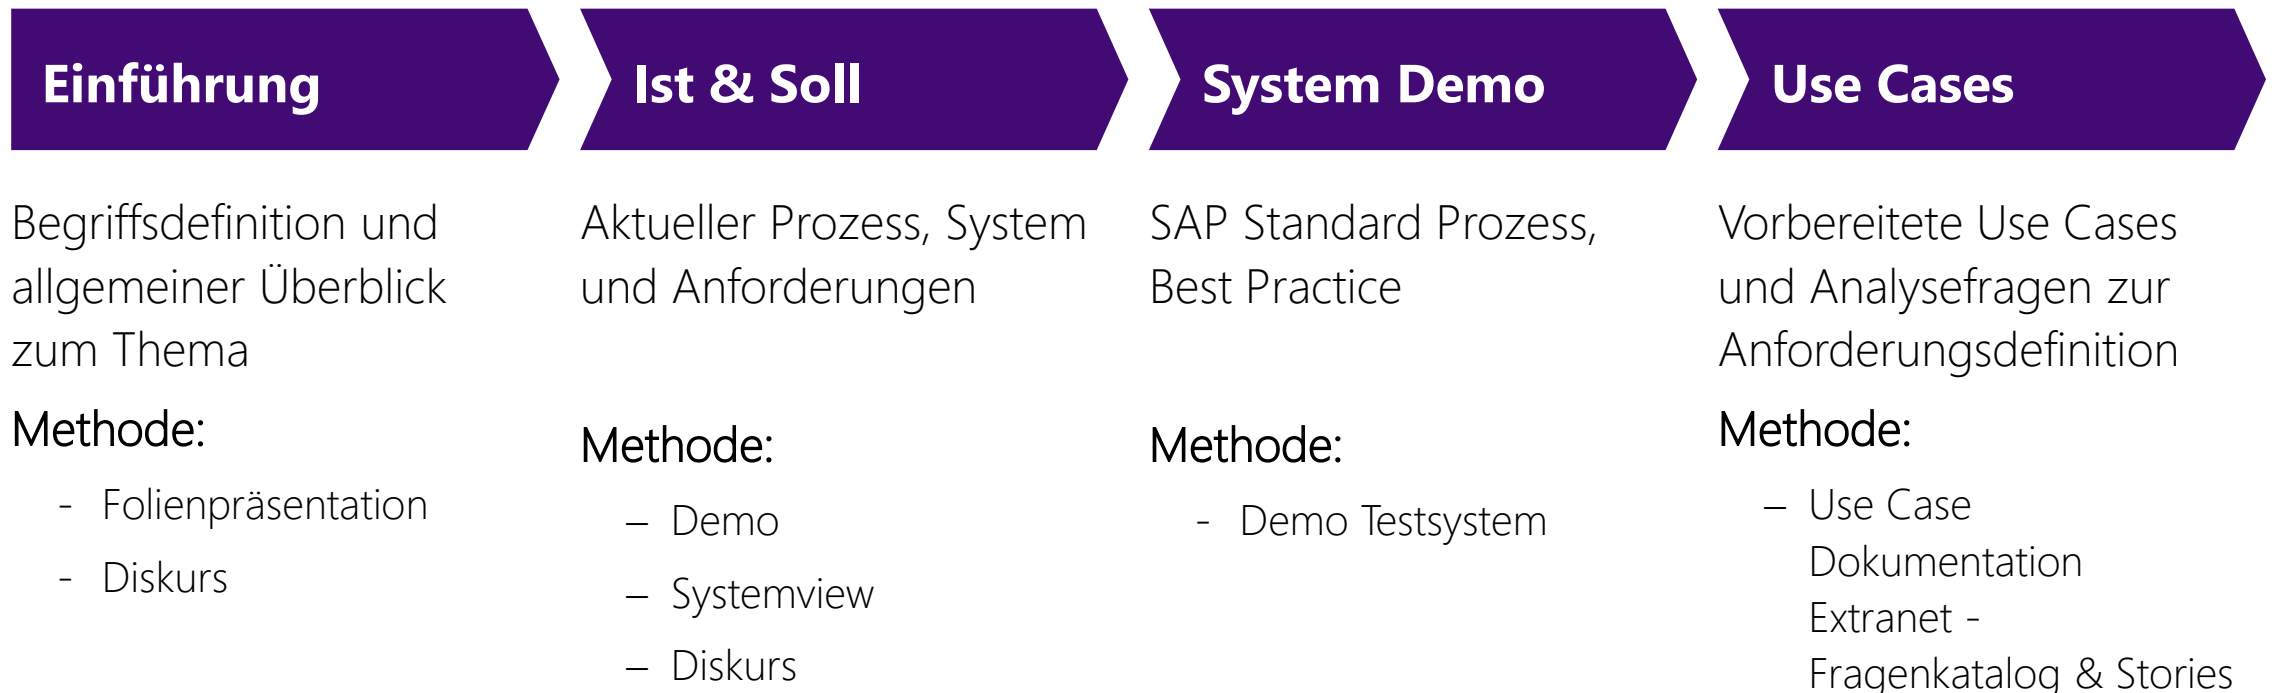 Einführung
Begriffsdefinition und
allgemeiner Überblick
zum Thema
Methode:
- Folienpräsentation
- Diskurs
Ist & Soll
Aktueller Prozess, System
und Anforderungen
Methode:
– Demo
– Systemview
– Diskurs
System Demo
SAP Standard Prozess,
Best Practice
Methode:
- Demo Testsystem
Use Cases
Vorbereitete Use Cases
und Analysefragen zur
Anforderungsdefinition
Methode:
– Use Case
Dokumentation
Extranet -
Fragenkatalog & Stories